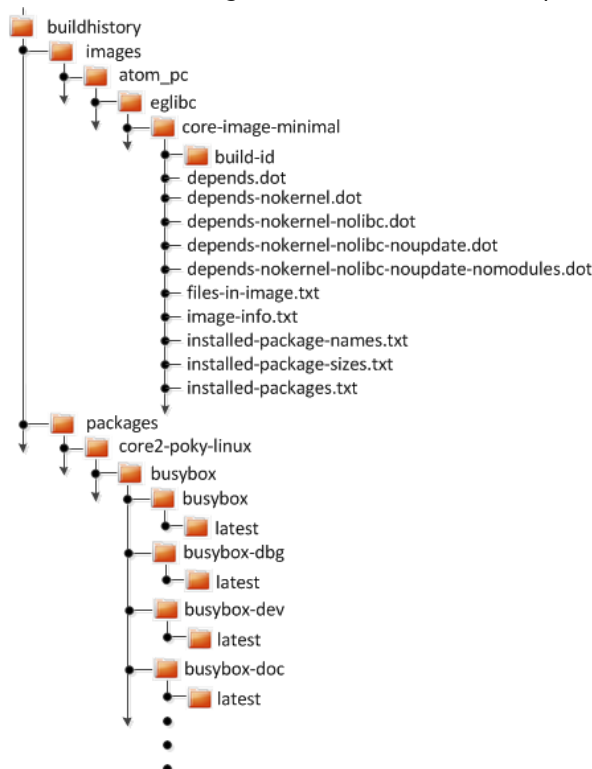 buildhistory
images
atom_pc
eglibc
core-image-minimal
build-id
depends.dot
depends-nokernel.dot
depends-nokernel-nolibc.dot
depends-nokernel-nolibc-noupdate.dot
depends-nokernel-nolibc-noupdate-nomodules.dot
files-in-image.txt
image-info.txt
installed-package-names.txt
installed-package-sizes.txt
installed-packages.txt
packages
core2-poky-linux
busybox
busybox
latest
busybox-dbg
latest
busybox-dev
latest
busybox-doc
latest